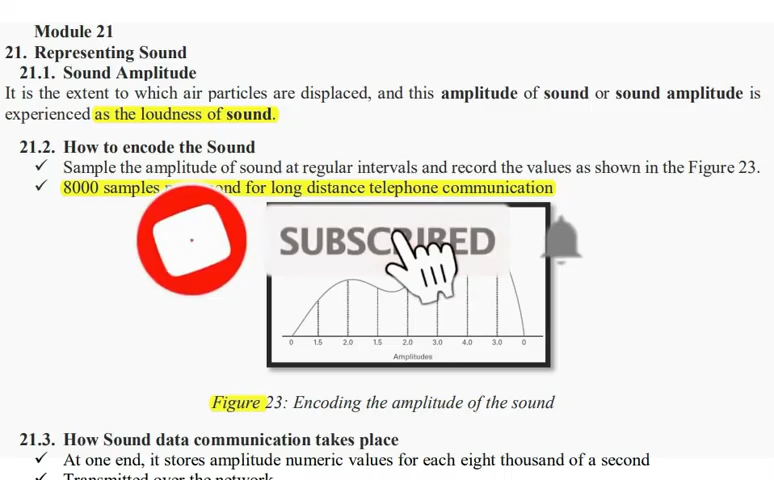 Module 21
21. Representing Sound
21.1. Sound Amplitude
It is the extent to which air particles are displaced, and this amplitude of sound or sound amplitude is
experienced as the loudness of sound.
21.2. How to encode the Sound
✓ Sample the amplitude of sound at regular intervals and record the values as shown in the Figure 23.
✓ 8000 samples for long distance telephone communication
SUBSCRIBED
0 1.5 2.0 1.5 2.0 3.0 4.0 3.0 0
Amplitudes
Figure 23: Encoding the amplitude of the sound
21.3. How Sound data communication takes place
✓ At one end, it stores amplitude numeric values for each eight thousand of a second
✓ Transmitted over the network